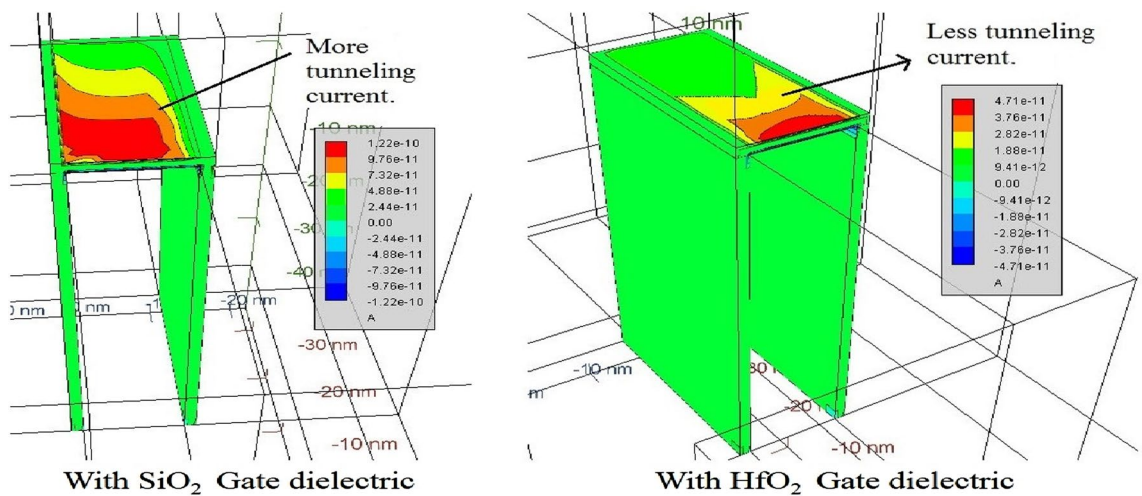 More
tunneling
current.
10 nm
-20
-30
-40 nm
0 nm
nm
-20 nm
-30 nm
-20 nm
-10 nm
1.22e-10
9.76e-11
7.32e-11
4.88e-11
2.44e-11
0.00
-2.44e-11
-4.88e-11
-7.32e-11
-9.76e-11
-1.22e-10
A
With SiO₂ Gate dielectric
10 nm
Less tunneling
current.
4.71e-11
3.76e-11
2.82e-11
1.88e-11
9.41e-12
0.00
-9.41e-12
-1.88e-11
-2.82e-11
-3.76e-11
-4.71e-11
A
-10 nm
m
30
-20
-10 nm
With HfO₂ Gate dielectric